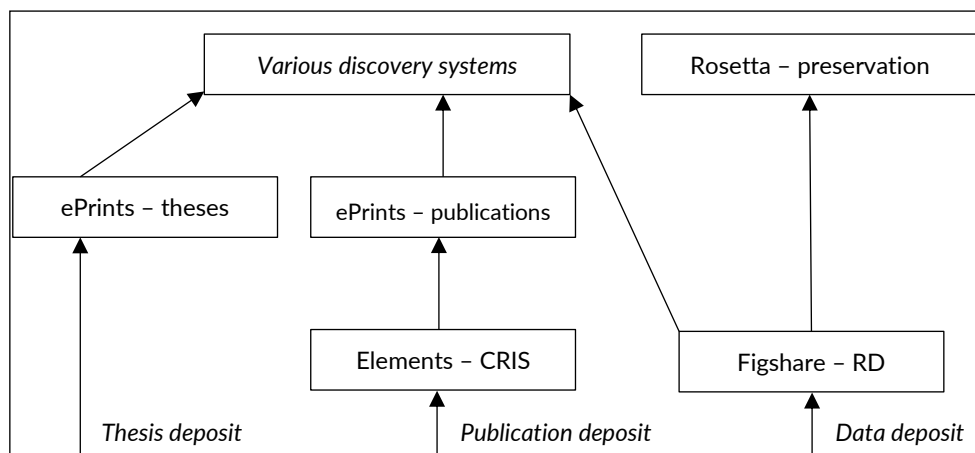 Various discovery systems
Rosetta – preservation
ePrints – theses
ePrints – publications
Elements – CRIS
Figshare – RD
Thesis deposit
Publication deposit
Data deposit